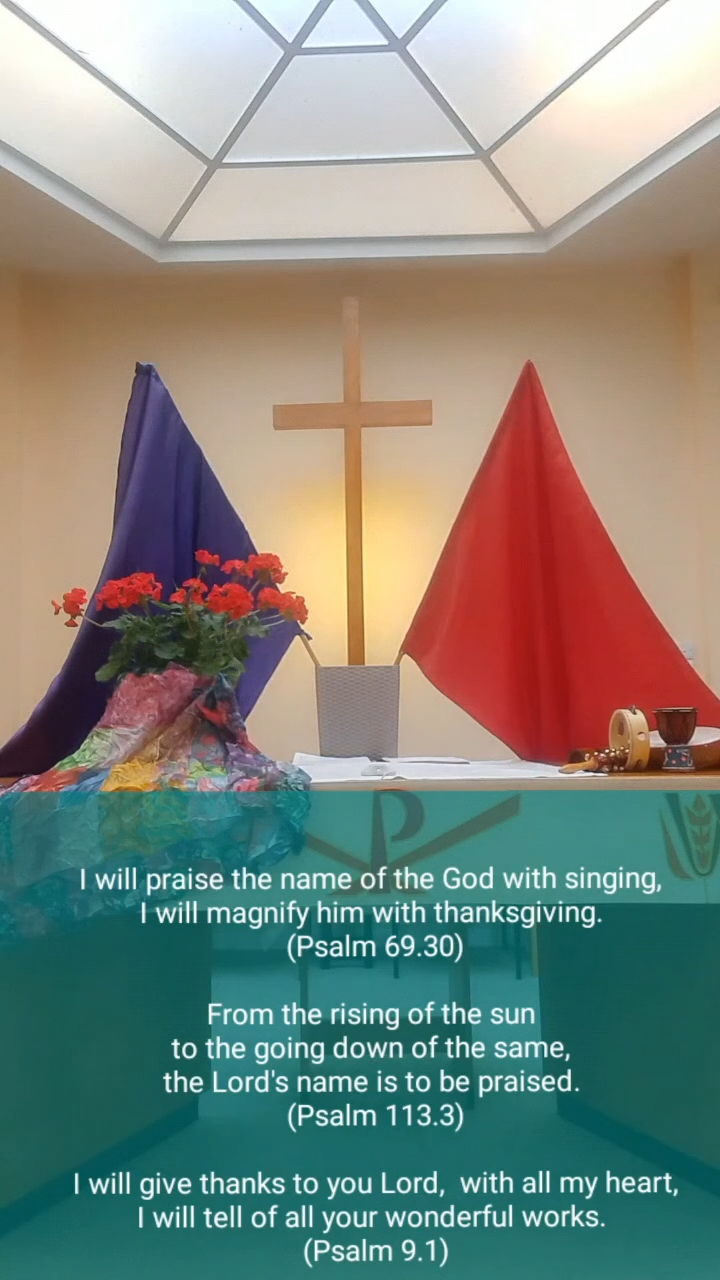 I will praise the name of the God with singing,
I will magnify him with thanksgiving.
(Psalm 69.30)
From the rising of the sun
to the going down of the same,
the Lord's name is to be praised.
(Psalm 113.3)
I will give thanks to you Lord,  with all my heart,
I will tell of all your wonderful works.
(Psalm 9.1)